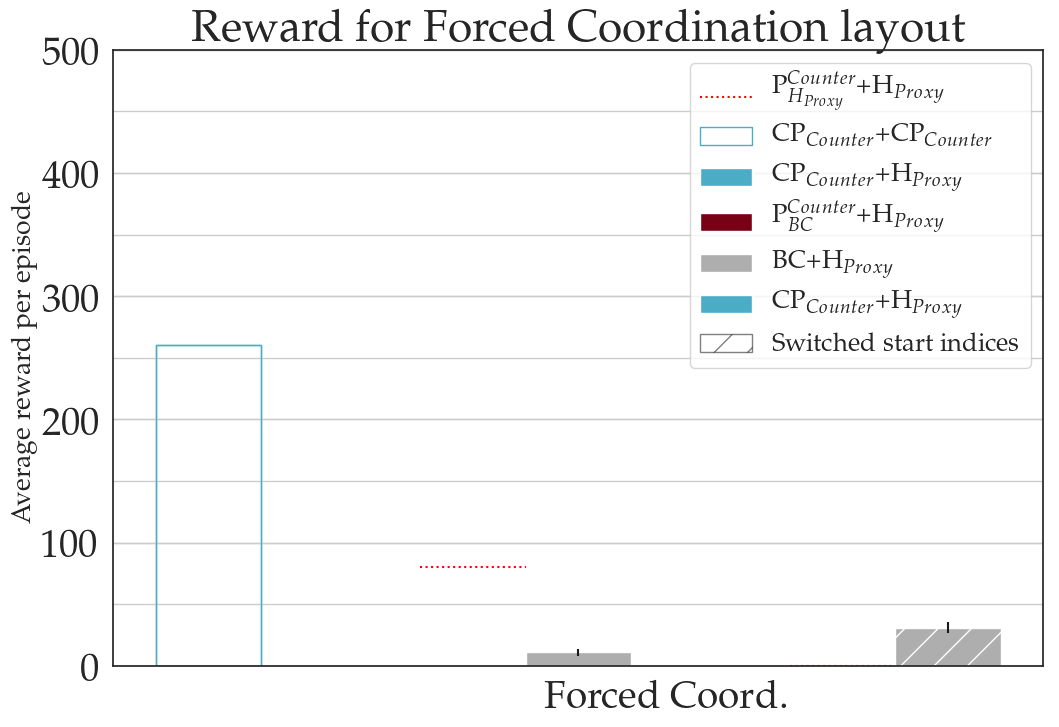 Reward for Forced Coordination layout
500
400
300
200
100
0
Average reward per episode
P^{Counter}_{H_{Proxy}}+H_{Proxy}
CP_{Counter}+CP_{Counter}
CP_{Counter}+H_{Proxy}
P^{Counter}_{BC}+H_{Proxy}
BC+H_{Proxy}
CP_{Counter}+H_{Proxy}
Switched start indices
Forced Coord.